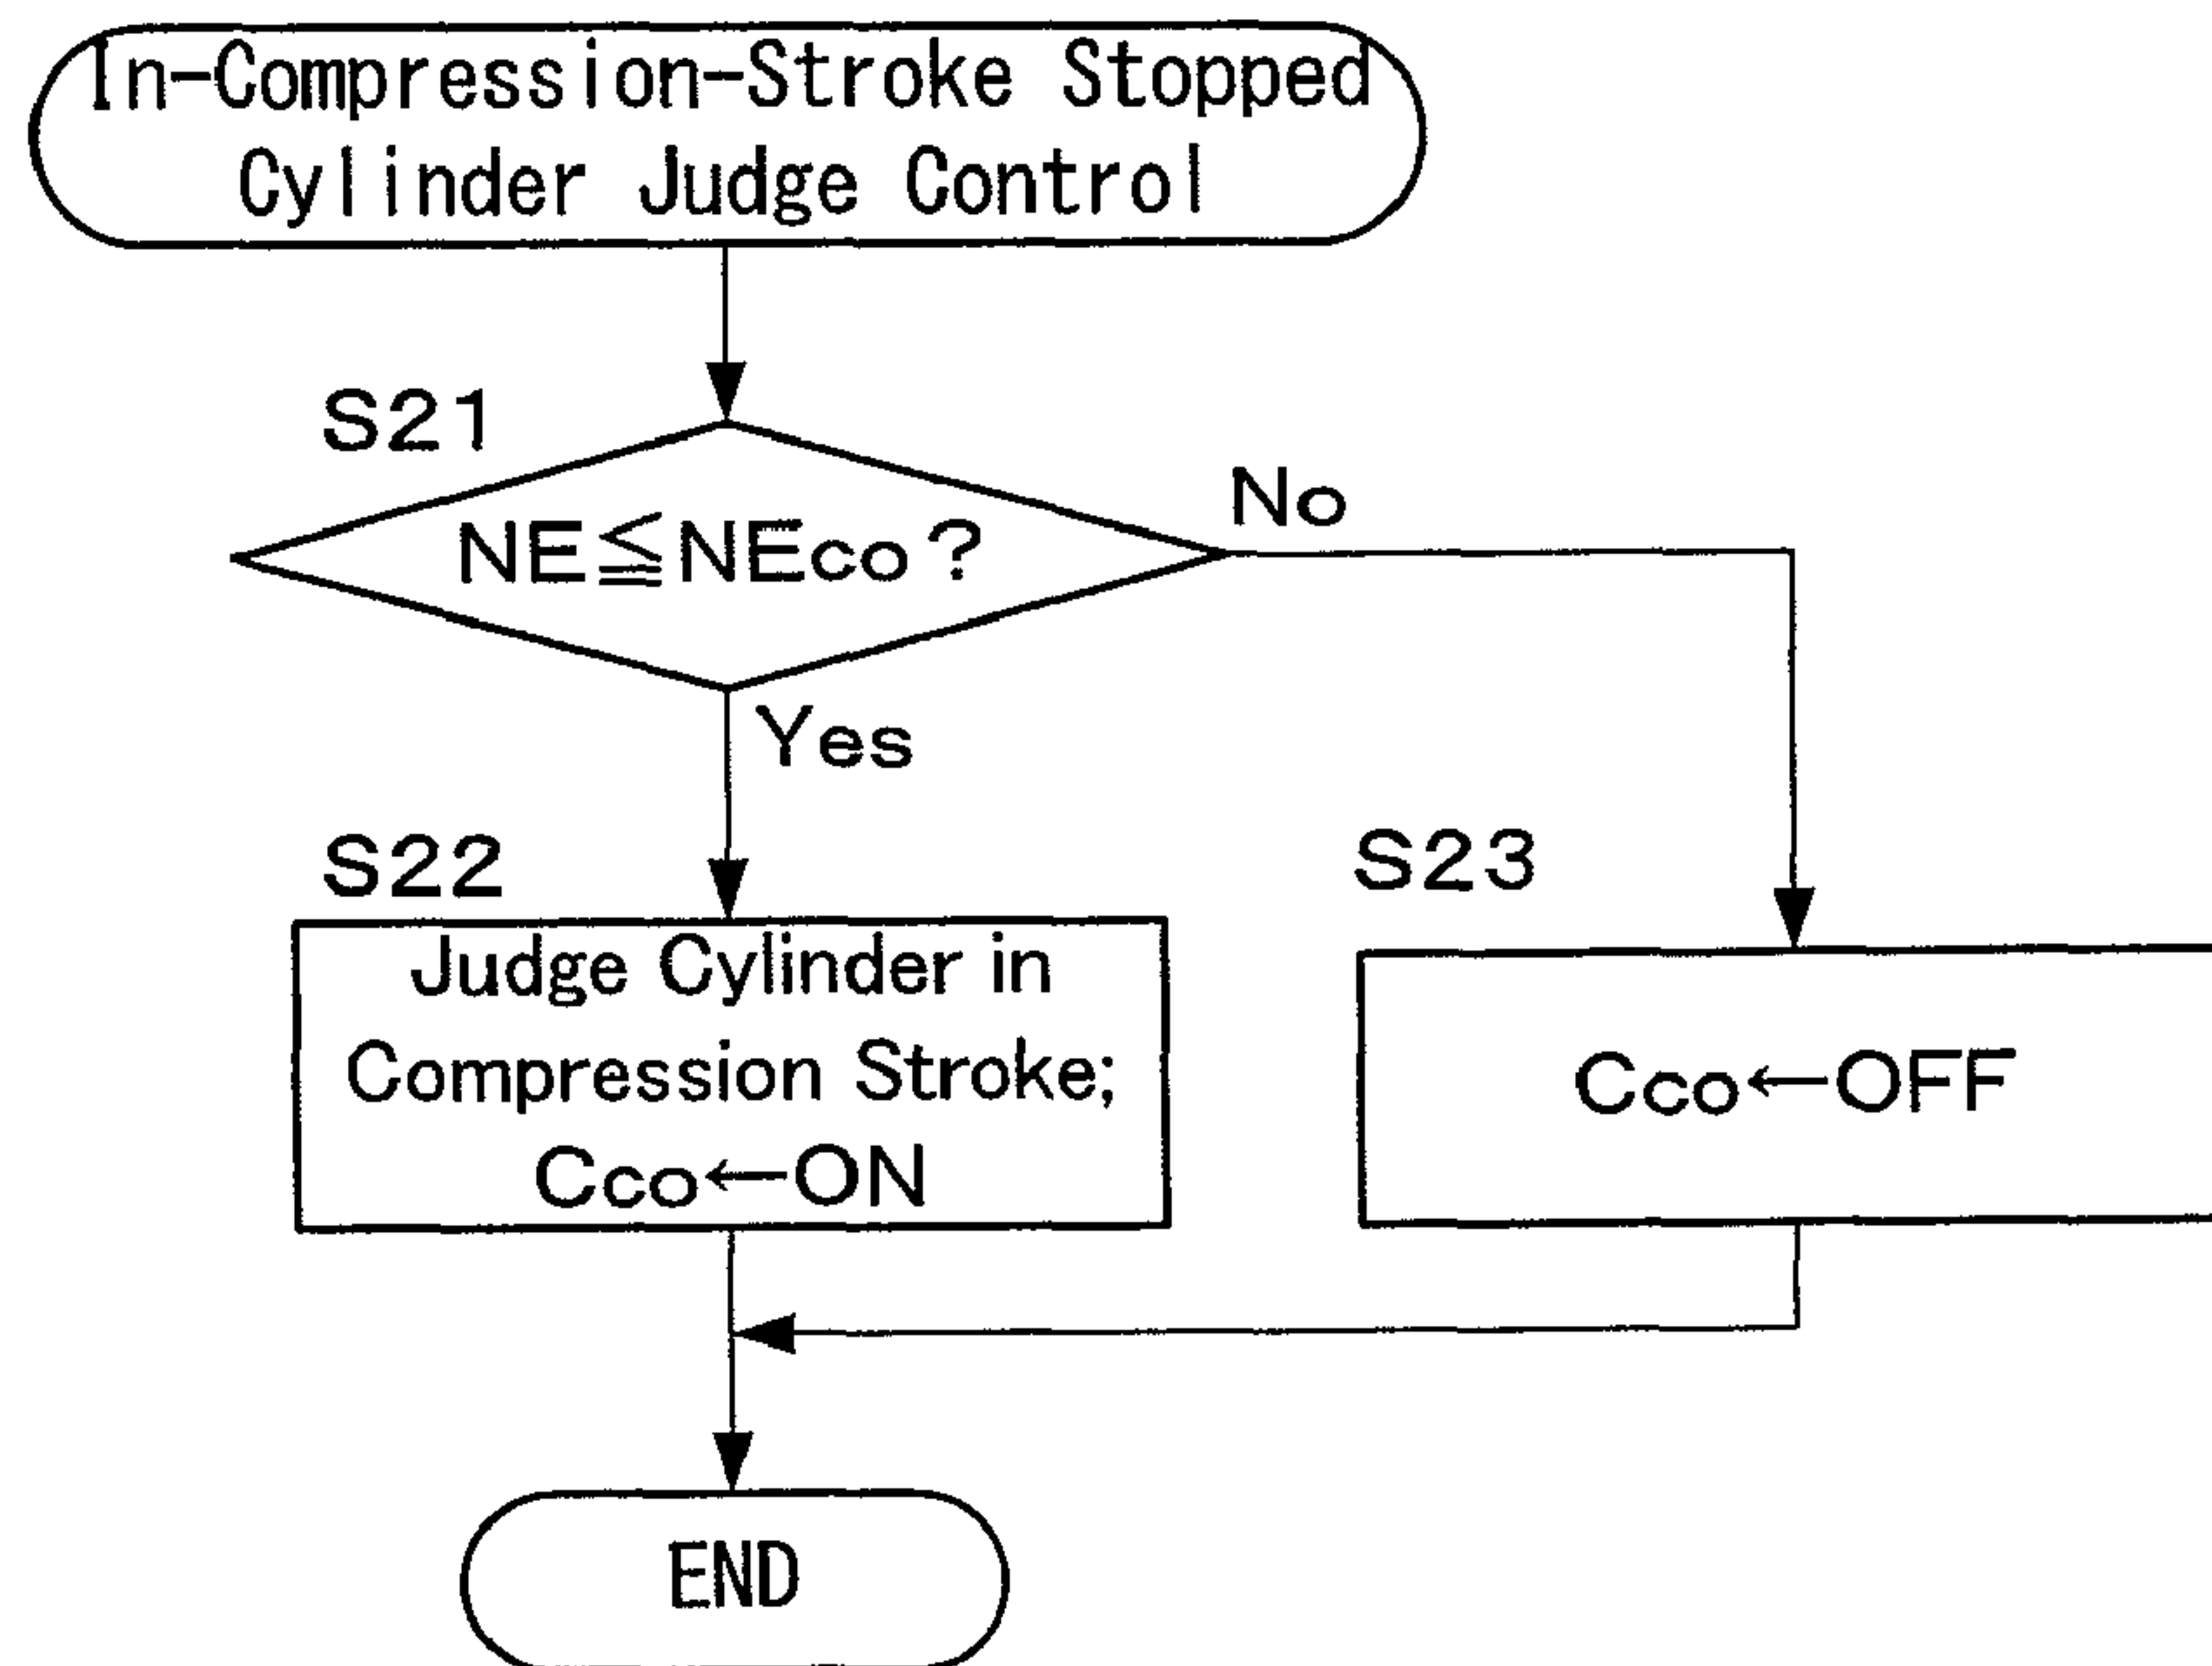 In-Compression-Stroke Stopped
Cylinder Judge Control
S21
NE≦NEco?
No
Yes
S22
Judge Cylinder in
Compression Stroke;
Cco←ON
S23
Cco←OFF
END